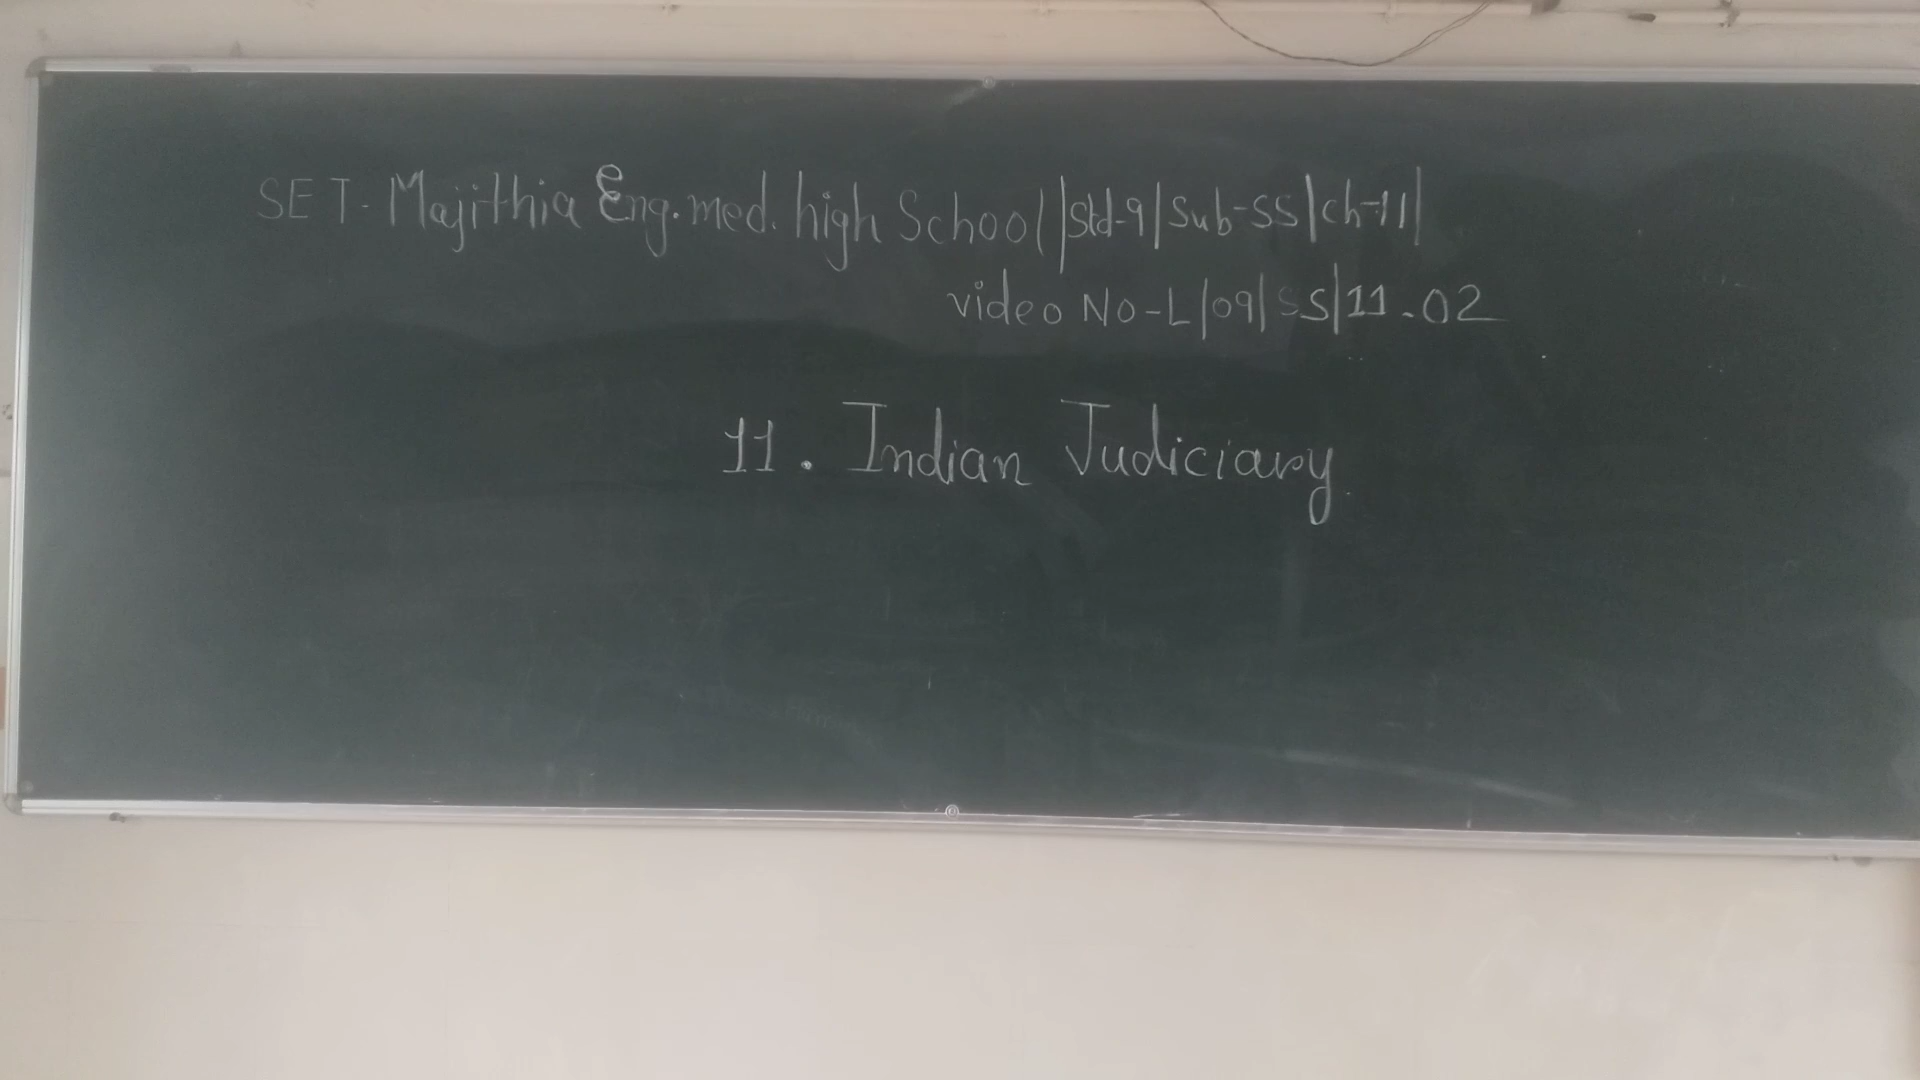 SET-Majithia Eng.med. high School||Std-9|Sub-SS|Ch-11|
video No-L|09|SS|11.02
11. Indian Judiciary